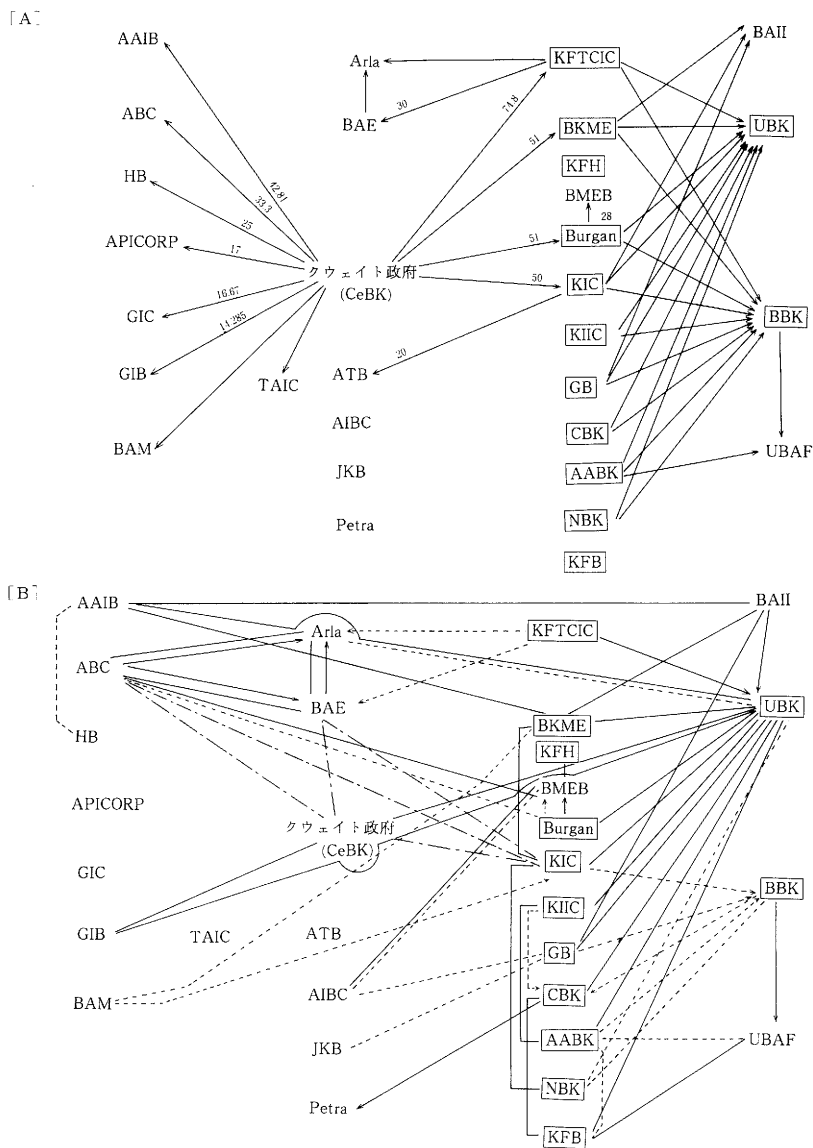 [A]
AAIB
ABC
HB
APICORP
GIC
GIB
BAM
42.81
33.3
25
17
16.67
14.285
クウェイト政府
(CeBK)
TAIC
Arla
BAE
30
74.8
51
51
50
20
ATB
AIBC
JKB
Petra
KFTCIC
BKME
KFH
BMEB
28
Burgan
KIC
KIIC
GB
CBK
AABK
NBK
KFB
BAII
UBK
BBK
UBAF
[B]
AAIB
ABC
HB
APICORP
GIC
GIB
BAM
TAIC
Arla
BAE
クウェイト政府
(CeBK)
ATB
AIBC
JKB
Petra
KFTCIC
BKME
KFH
BMEB
Burgan
KIC
KIIC
GB
CBK
AABK
NBK
KFB
BAII
UBK
BBK
UBAF